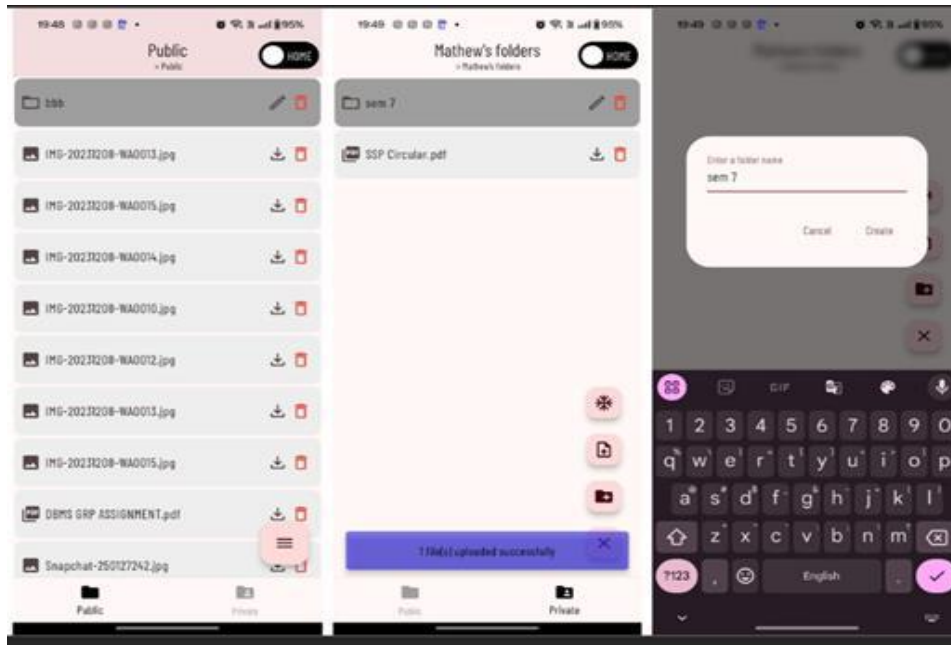 19:48
95%
Public
> Public
HOME
bbb
IMG-20231208-WA0013.jpg
IMG-20231208-WA0015.jpg
IMG-20231208-WA0014.jpg
IMG-20231208-WA0010.jpg
IMG-20231208-WA0012.jpg
IMG-20231208-WA0013.jpg
IMG-20231208-WA0015.jpg
DBMS GRP ASSIGNMENT.pdf
Snapchat-250127242.jpg
Public
Private
19:49
95%
Mathew's folders
> Mathew's folders
HOME
sem 7
SSP Circular.pdf
1 file(s) uploaded successfully
Public
Private
19:49
95%
Enter a folder name
sem 7
Cancel Create
GIF
1 2 3 4 5 6 7 8 9 0
q w e r t y u i o p
a s d f g h j k l
z x c v b n m
?123 , English .